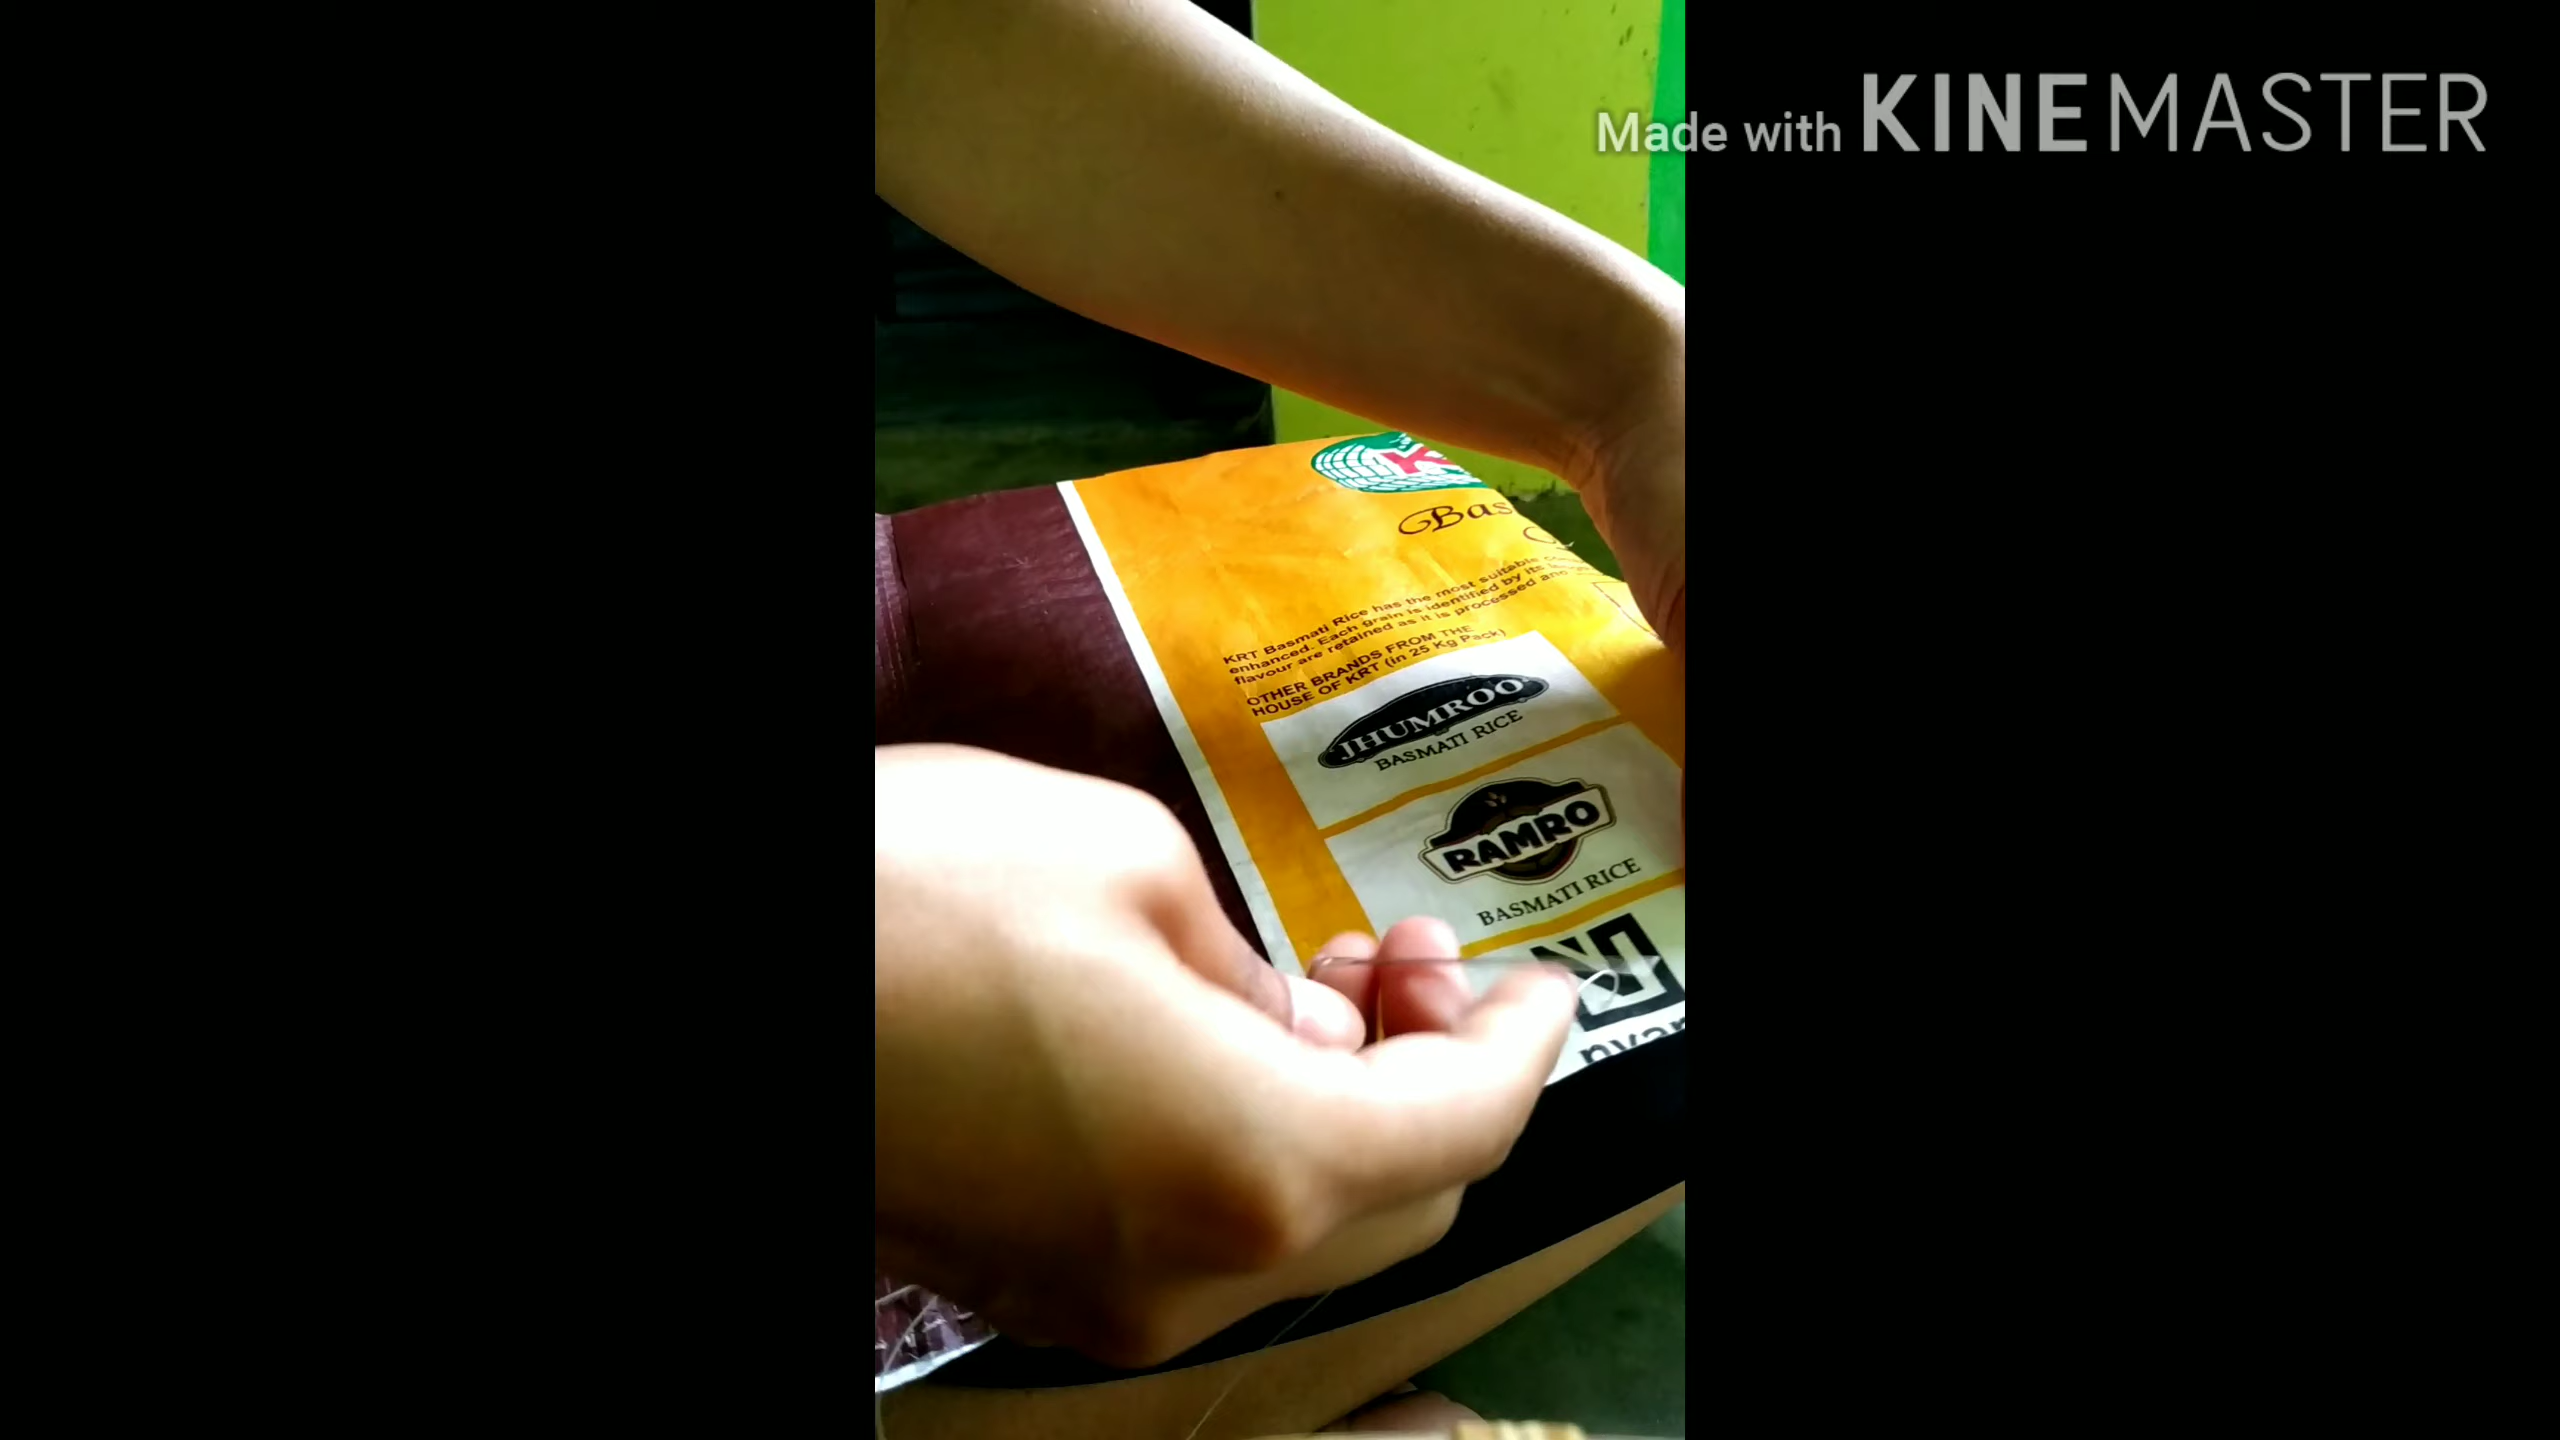 Made with KINEMASTER
K
Bas
KRT Basmati Rice has the most suitable
enhanced. Each grain is identified by its
flavour are retained as it is processed and
OTHER BRANDS FROM THE
HOUSE OF KRT (in 25 Kg Pack)
JHUMROO
BASMATI RICE
RAMRO
BASMATI RICE